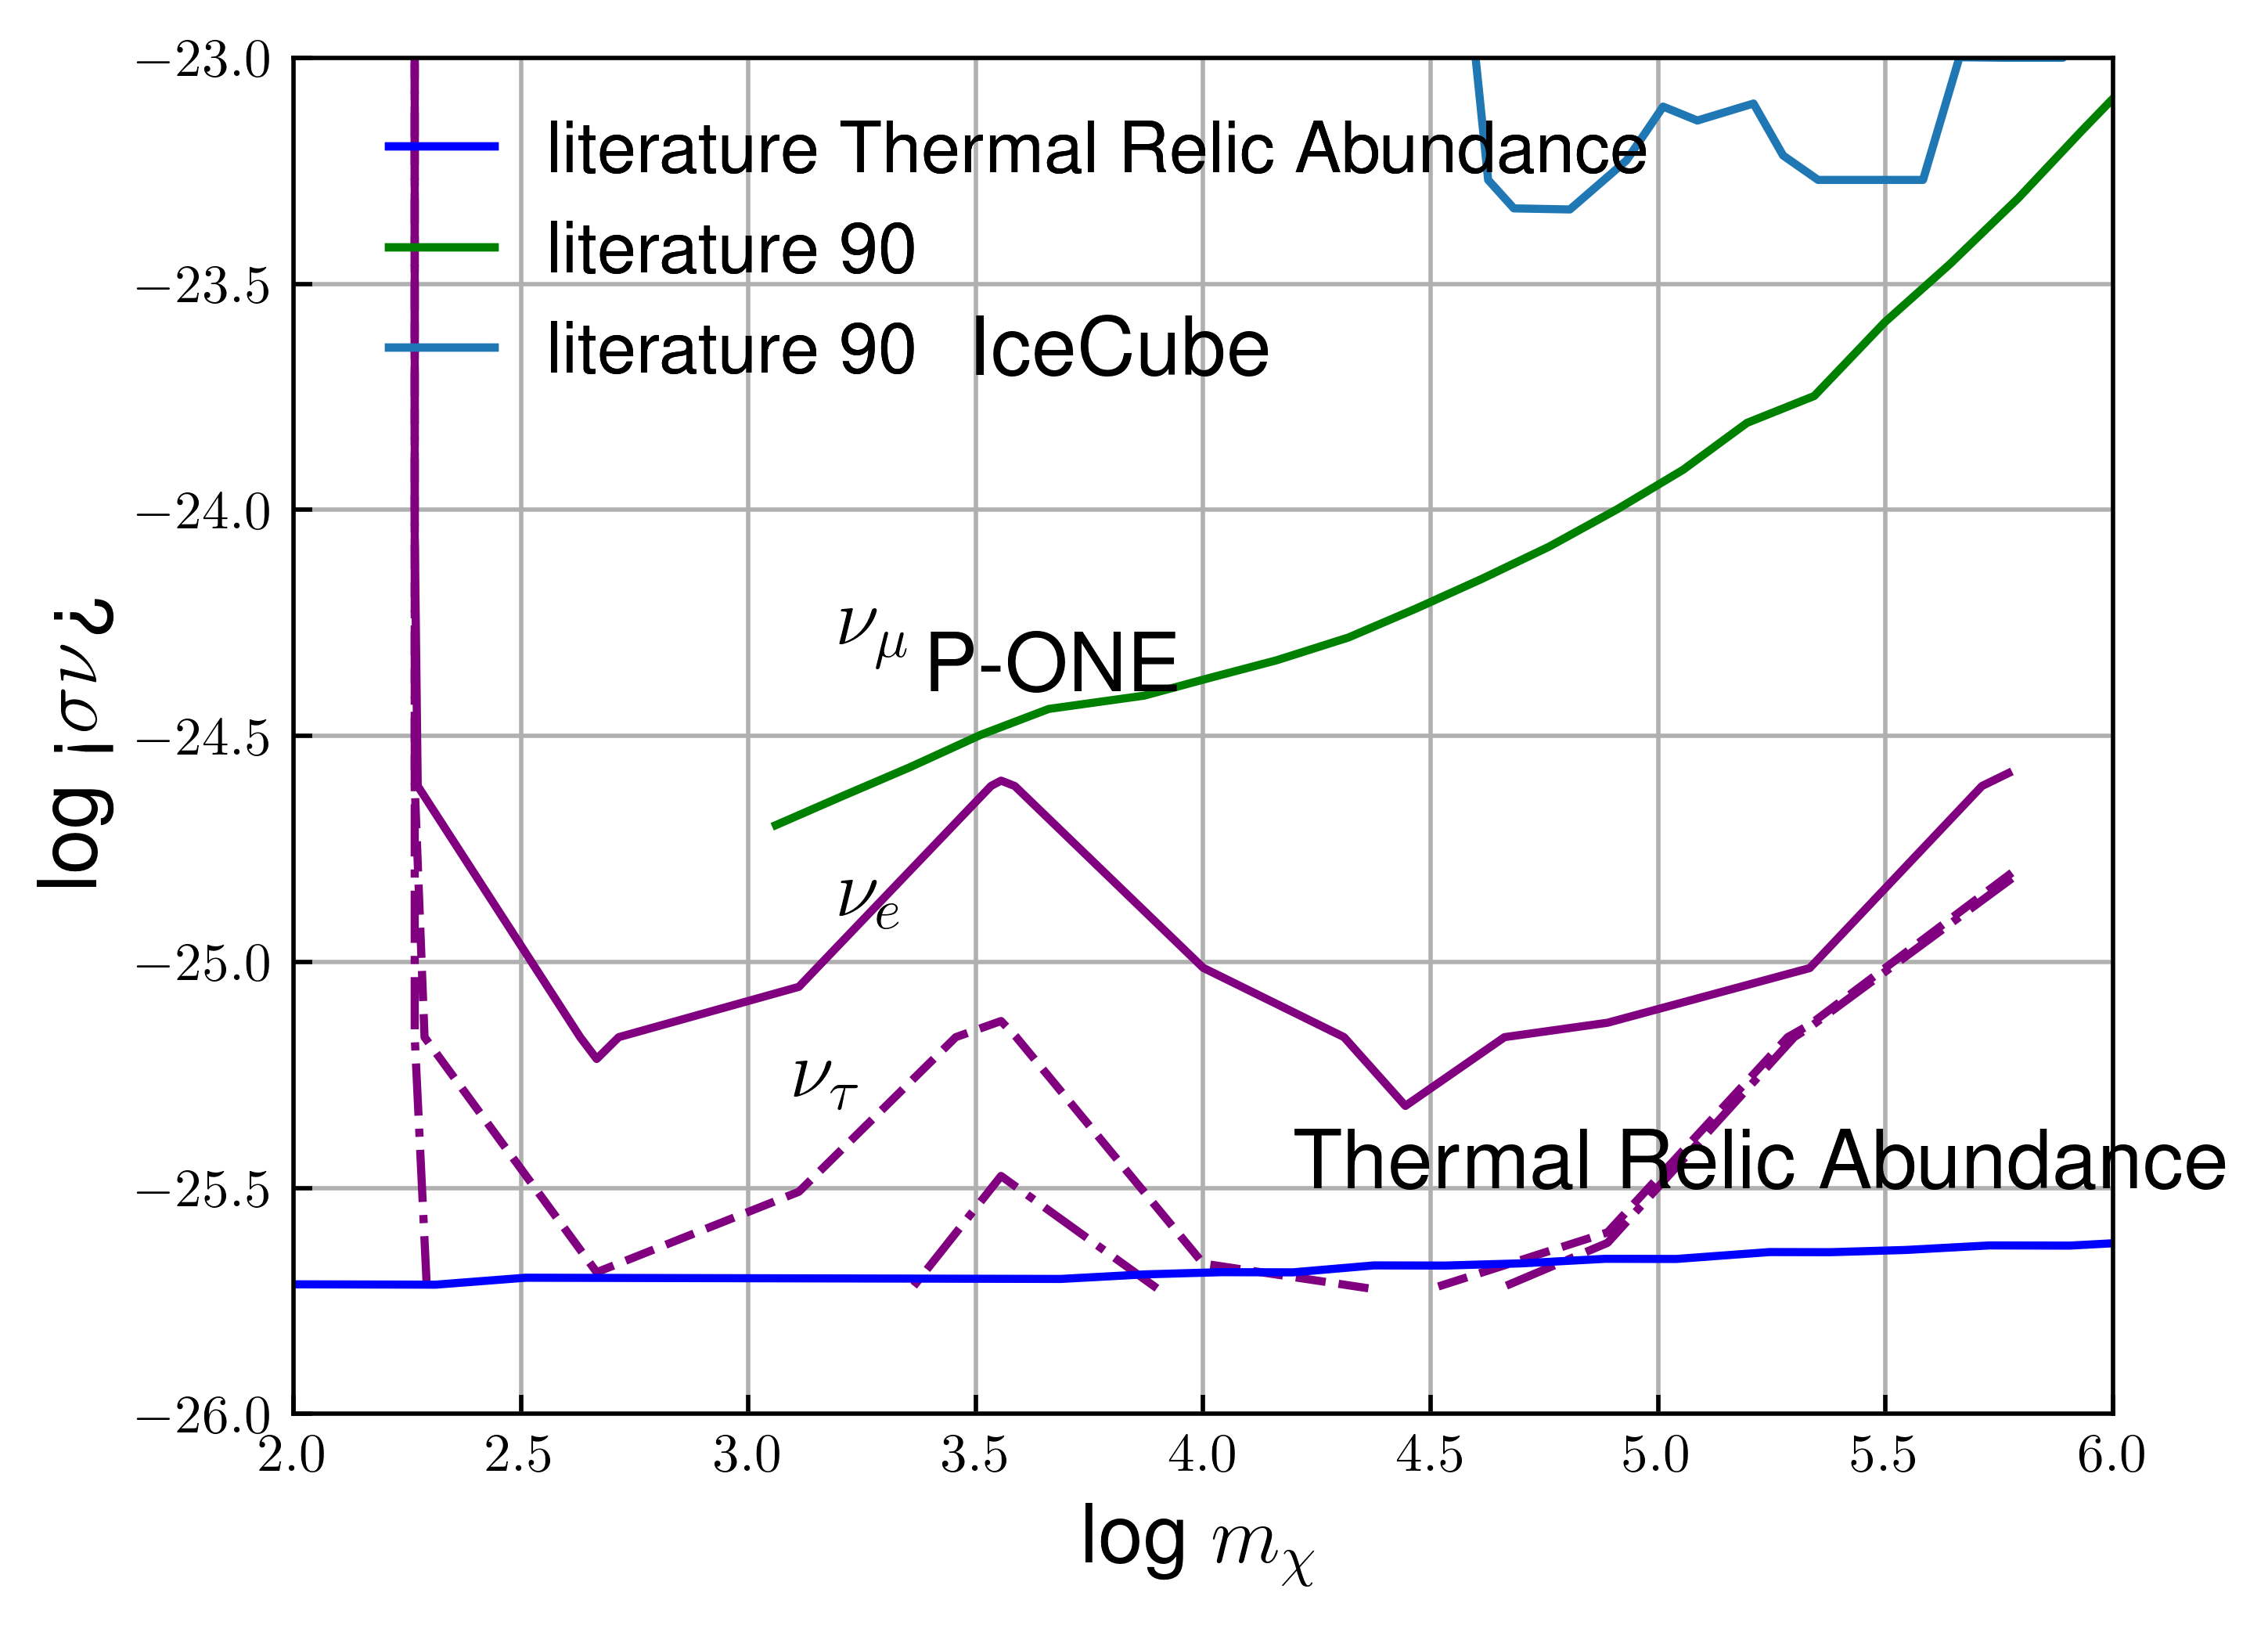 −23.0
literature Thermal Relic Abundance
literature 90
−23.5
literature 90 IceCube
−24.0
ν_μ P-ONE
−24.5
ν_e
−25.0
ν_τ
Thermal Relic Abundance
−25.5
−26.0
2.0 2.5 3.0 3.5 4.0 4.5 5.0 5.5 6.0
log m_χ
log ¡σν¿